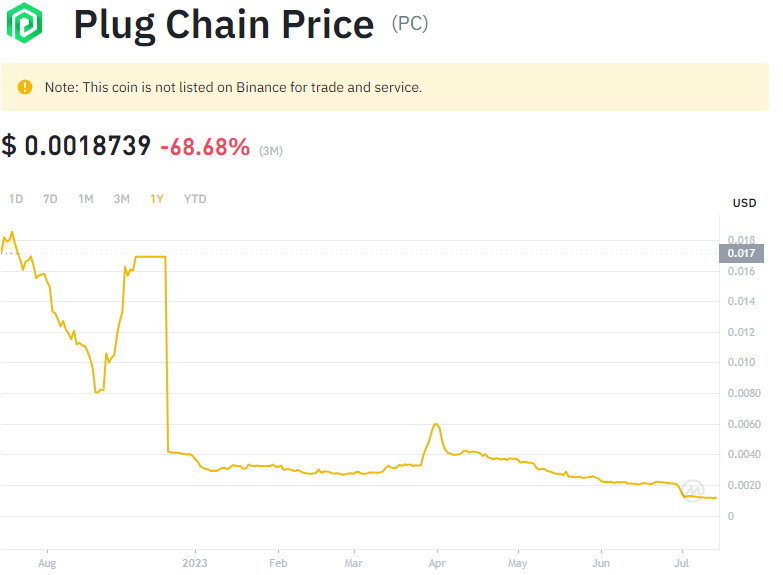 Plug Chain Price (PC)
Note: This coin is not listed on Binance for trade and service.
$ 0.0018739 -68.68% (3M)
1D 7D 1M 3M 1Y YTD
USD
0.018
0.017
0.016
0.014
0.012
0.010
0.0080
0.0060
0.0040
0.0020
0
Aug 2023 Feb Mar Apr May Jun Jul